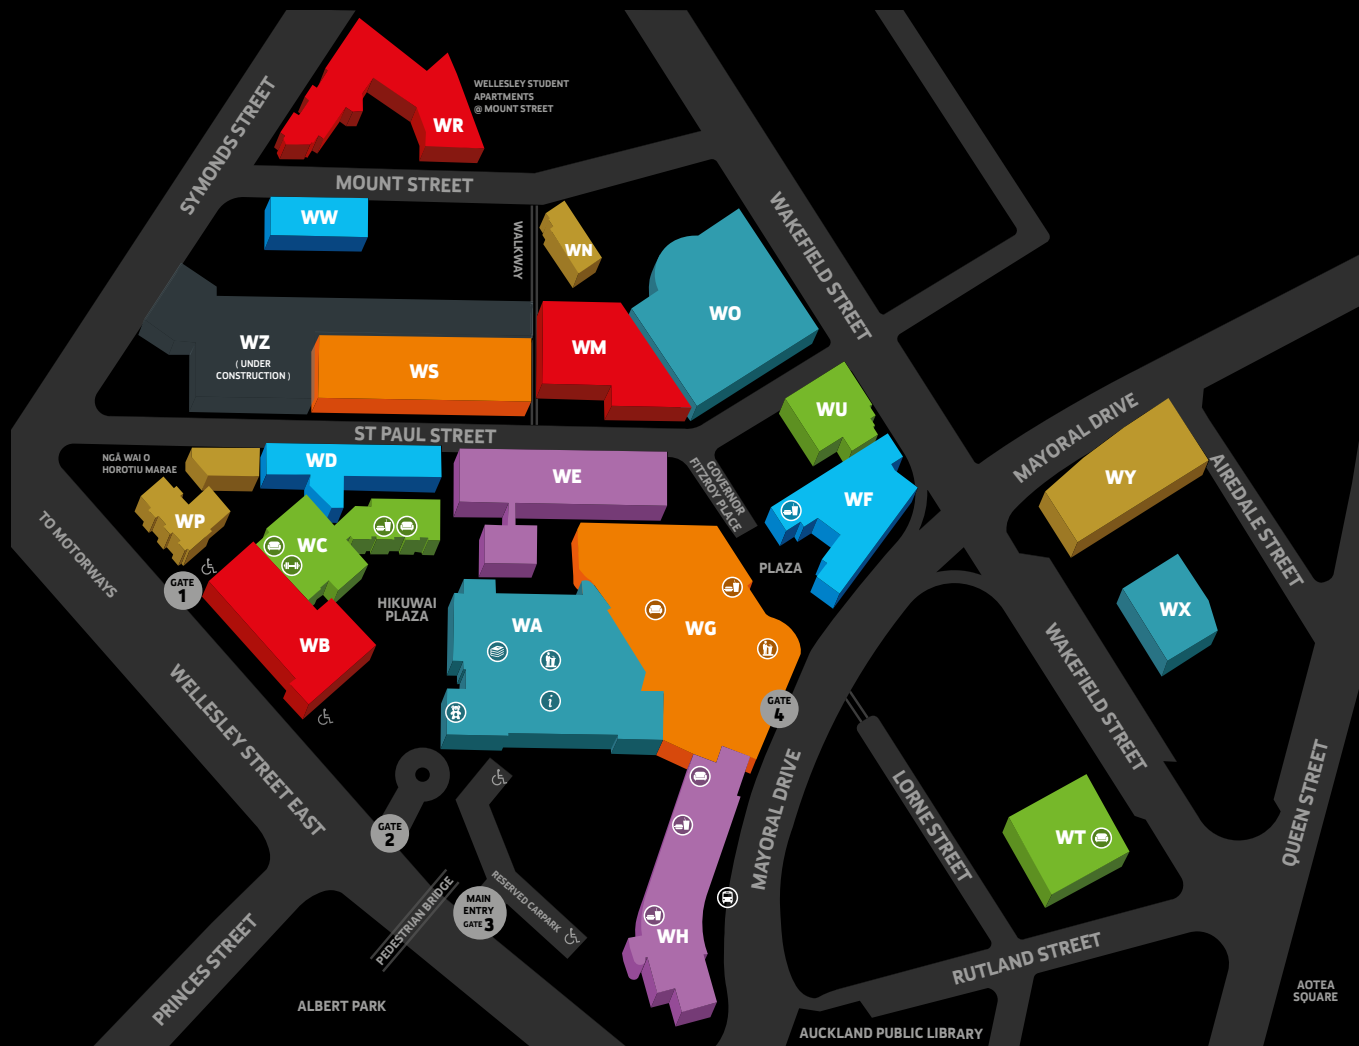 WELLESLEY STUDENT
APARTMENTS
@ MOUNT STREET
WR
SYMONDS STREET
MOUNT STREET
WW
WALKWAY
WN
WAKEFIELD STREET
WO
WZ
( UNDER
CONSTRUCTION )
WS
WM
WU
MAYORAL DRIVE
ST PAUL STREET
NGĀ WAI O
HOROTIU MARAE
WD
WE
GOVERNOR
FITZROY PLACE
WF
WY
AIREDALE STREET
WP
WC
TO MOTORWAYS
GATE
1
PLAZA
HIKUWAI
PLAZA
WA
WG
WX
WB
i
GATE
4
WAKEFIELD STREET
WELLESLEY STREET EAST
MAYORAL DRIVE
LORNE STREET
QUEEN STREET
GATE
2
WT
PEDESTRIAN BRIDGE
MAIN
ENTRY
GATE 3
RESERVED CARPARK
WH
PRINCES STREET
RUTLAND STREET
ALBERT PARK
AOTEA
SQUARE
AUCKLAND PUBLIC LIBRARY